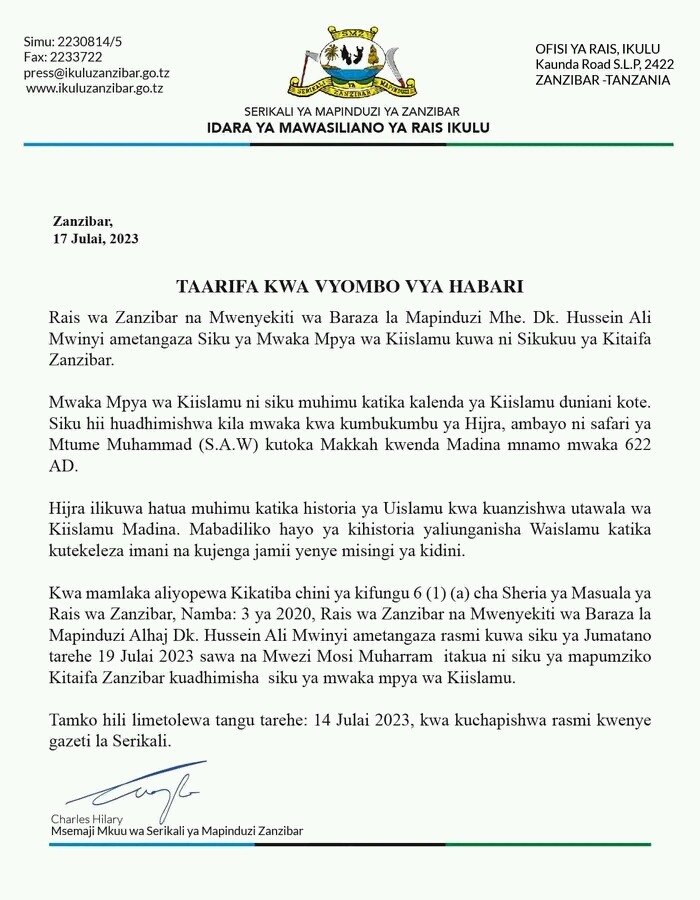 Simu: 2230814/5
Fax: 2233722
press@ikuluzanzibar.go.tz
www.ikuluzanzibar.go.tz
SMZ
SERIKALI YA MAPINDUZI ZANZIBAR
OFISI YA RAIS, IKULU
Kaunda Road S.L.P, 2422
ZANZIBAR -TANZANIA
SERIKALI YA MAPINDUZI YA ZANZIBAR
IDARA YA MAWASILIANO YA RAIS IKULU
Zanzibar,
17 Julai, 2023
TAARIFA KWA VYOMBO VYA HABARI
Rais wa Zanzibar na Mwenyekiti wa Baraza la Mapinduzi Mhe. Dk. Hussein Ali
Mwinyi ametangaza Siku ya Mwaka Mpya wa Kiislamu kuwa ni Sikukuu ya Kitaifa
Zanzibar.
Mwaka Mpya wa Kiislamu ni siku muhimu katika kalenda ya Kiislamu duniani kote.
Siku hii huadhimishwa kila mwaka kwa kumbukumbu ya Hijra, ambayo ni safari ya
Mtume Muhammad (S.A.W) kutoka Makkah kwenda Madina mnamo mwaka 622
AD.
Hijra ilikuwa hatua muhimu katika historia ya Uislamu kwa kuanzishwa utawala wa
Kiislamu Madina. Mabadiliko hayo ya kihistoria yaliunganisha Waislamu katika
kutekeleza imani na kujenga jamii yenye misingi ya kidini.
Kwa mamlaka aliyopewa Kikatiba chini ya kifungu 6 (1) (a) cha Sheria ya Masuala ya
Rais wa Zanzibar, Namba: 3 ya 2020, Rais wa Zanzibar na Mwenyekiti wa Baraza la
Mapinduzi Alhaj Dk. Hussein Ali Mwinyi ametangaza rasmi kuwa siku ya Jumatano
tarehe 19 Julai 2023 sawa na Mwezi Mosi Muharram itakua ni siku ya mapumziko
Kitaifa Zanzibar kuadhimisha siku ya mwaka mpya wa Kiislamu.
Tamko hili limetolewa tangu tarehe: 14 Julai 2023, kwa kuchapishwa rasmi kwenye
gazeti la Serikali.
Charles Hilary
Msemaji Mkuu wa Serikali ya Mapinduzi Zanzibar